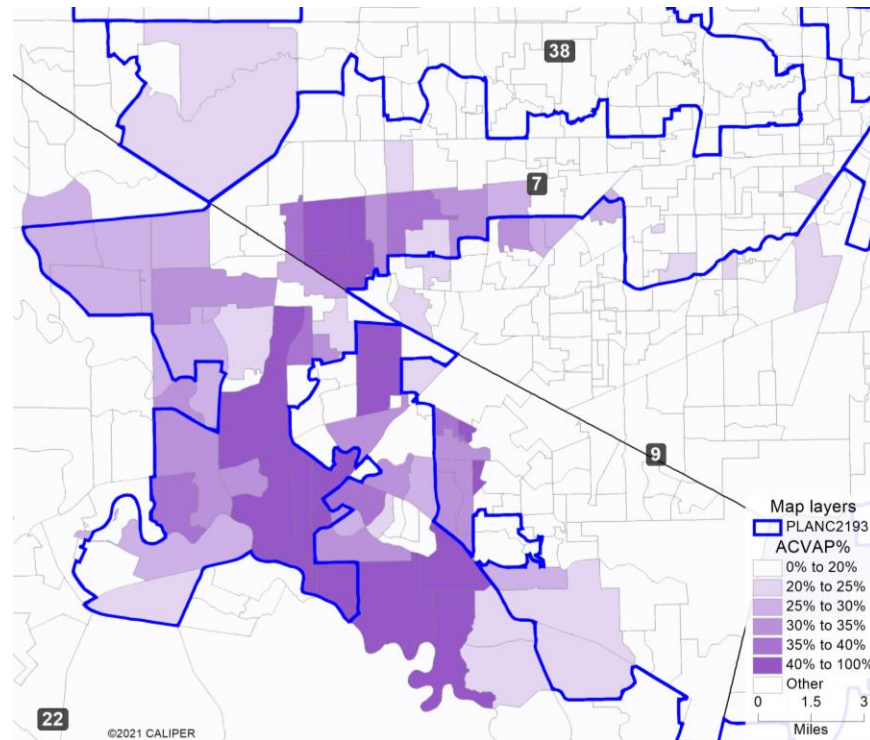 38
7
9
22
Map layers
PLANC2193
ACVAP%
0% to 20%
20% to 25%
25% to 30%
30% to 35%
35% to 40%
40% to 100%
Other
0 1.5 3
Miles
©2021 CALIPER